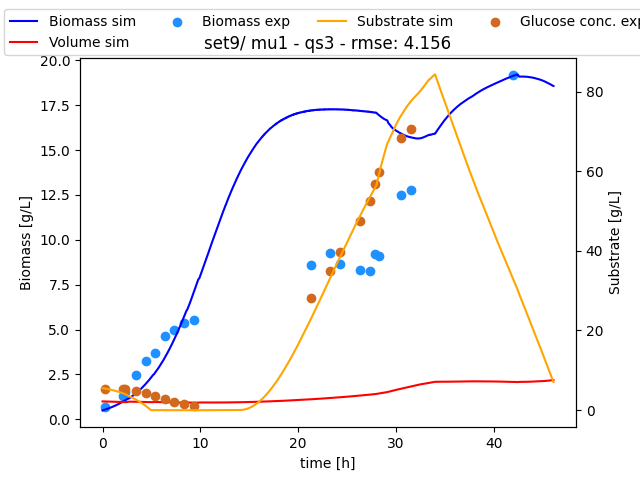 Biomass sim Biomass exp Substrate sim Glucose conc. exp
Volume sim
set9/ mu1 - qs3 - rmse: 4.156
20.0
17.5
15.0
12.5
10.0
7.5
5.0
2.5
0.0
Biomass [g/L]
80
60
40
20
0
Substrate [g/L]
0 10 20 30 40
time [h]